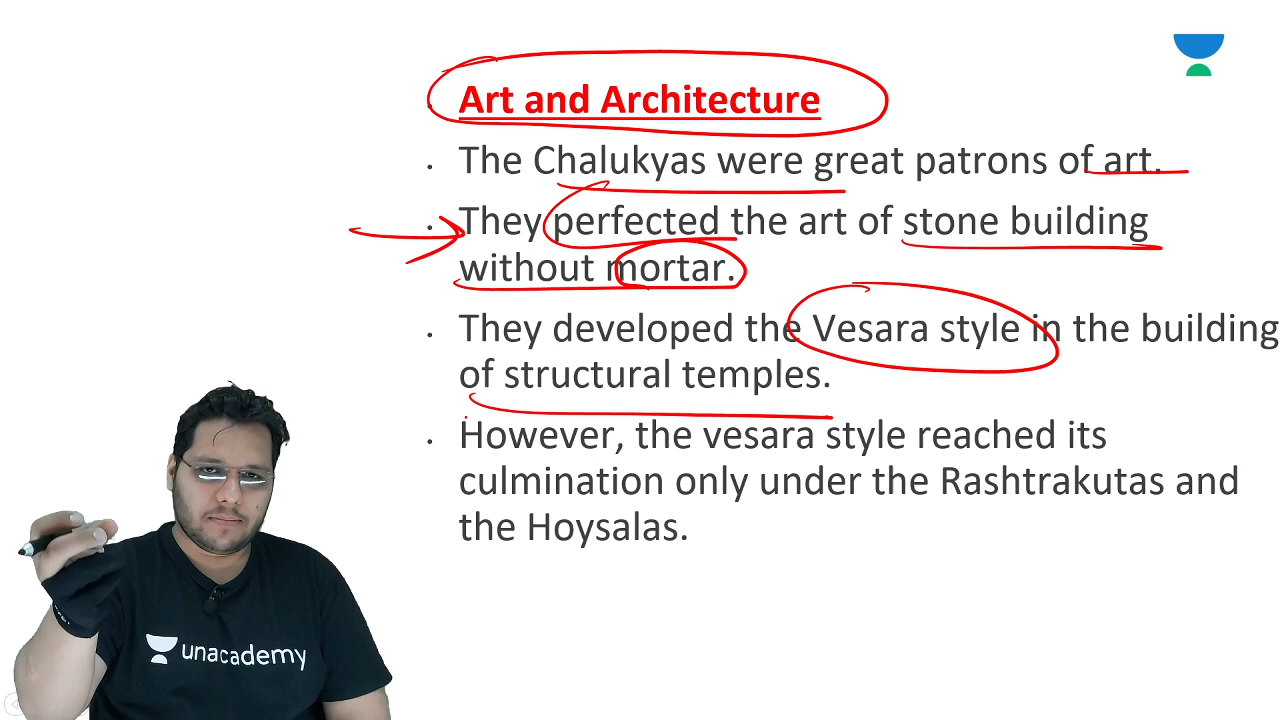 Art and Architecture
. The Chalukyas were great patrons of art.
. They perfected the art of stone building
without mortar.
. They developed the Vesara style in the building
of structural temples.
. However, the vesara style reached its
culmination only under the Rashtrakutas and
the Hoysalas.
unacademy